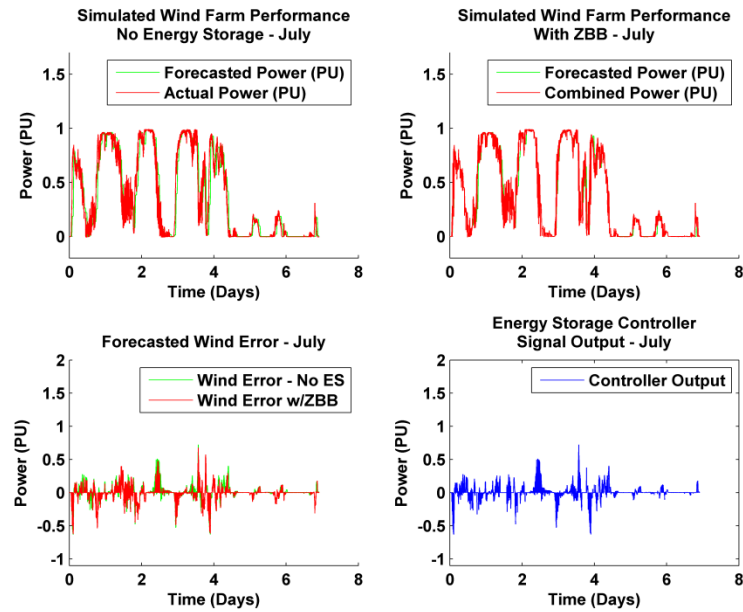 Simulated Wind Farm Performance
No Energy Storage - July
Forecasted Power (PU)
Actual Power (PU)
Power (PU)
1.5
1
0.5
0
0
2
4
6
8
Time (Days)
Simulated Wind Farm Performance
With ZBB - July
Forecasted Power (PU)
Combined Power (PU)
Power (PU)
1.5
1
0.5
0
0
2
4
6
8
Time (Days)
Forecasted Wind Error - July
Wind Error - No ES
Wind Error w/ZBB
Power (PU)
2
1.5
1
0.5
0
-0.5
-1
0
2
4
6
8
Time (Days)
Energy Storage Controller
Signal Output - July
Controller Output
Power (PU)
2
1.5
1
0.5
0
-0.5
-1
0
2
4
6
8
Time (Days)